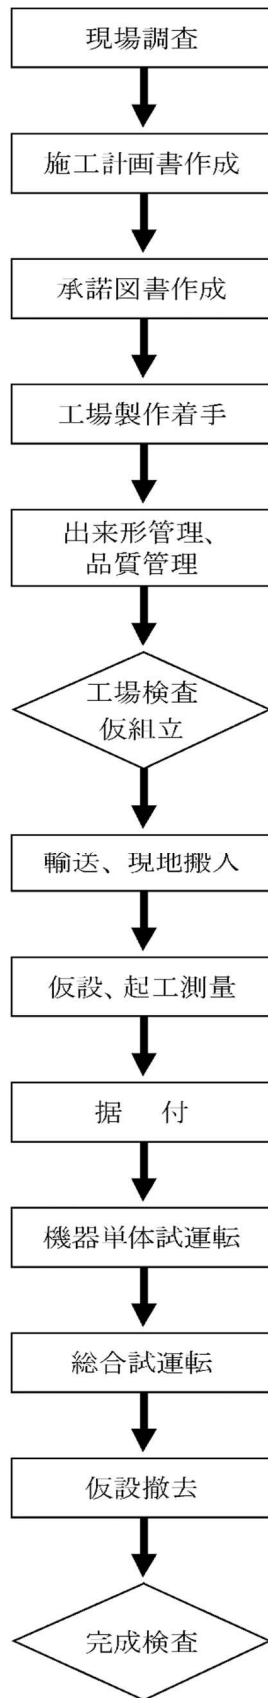 現場調査
施工計画書作成
承諾図書作成
工場製作着手
出来形管理、
品質管理
工場検査
仮組立
輸送、現地搬入
仮設、起工測量
据　付
機器単体試運転
総合試運転
仮設撤去
完成検査